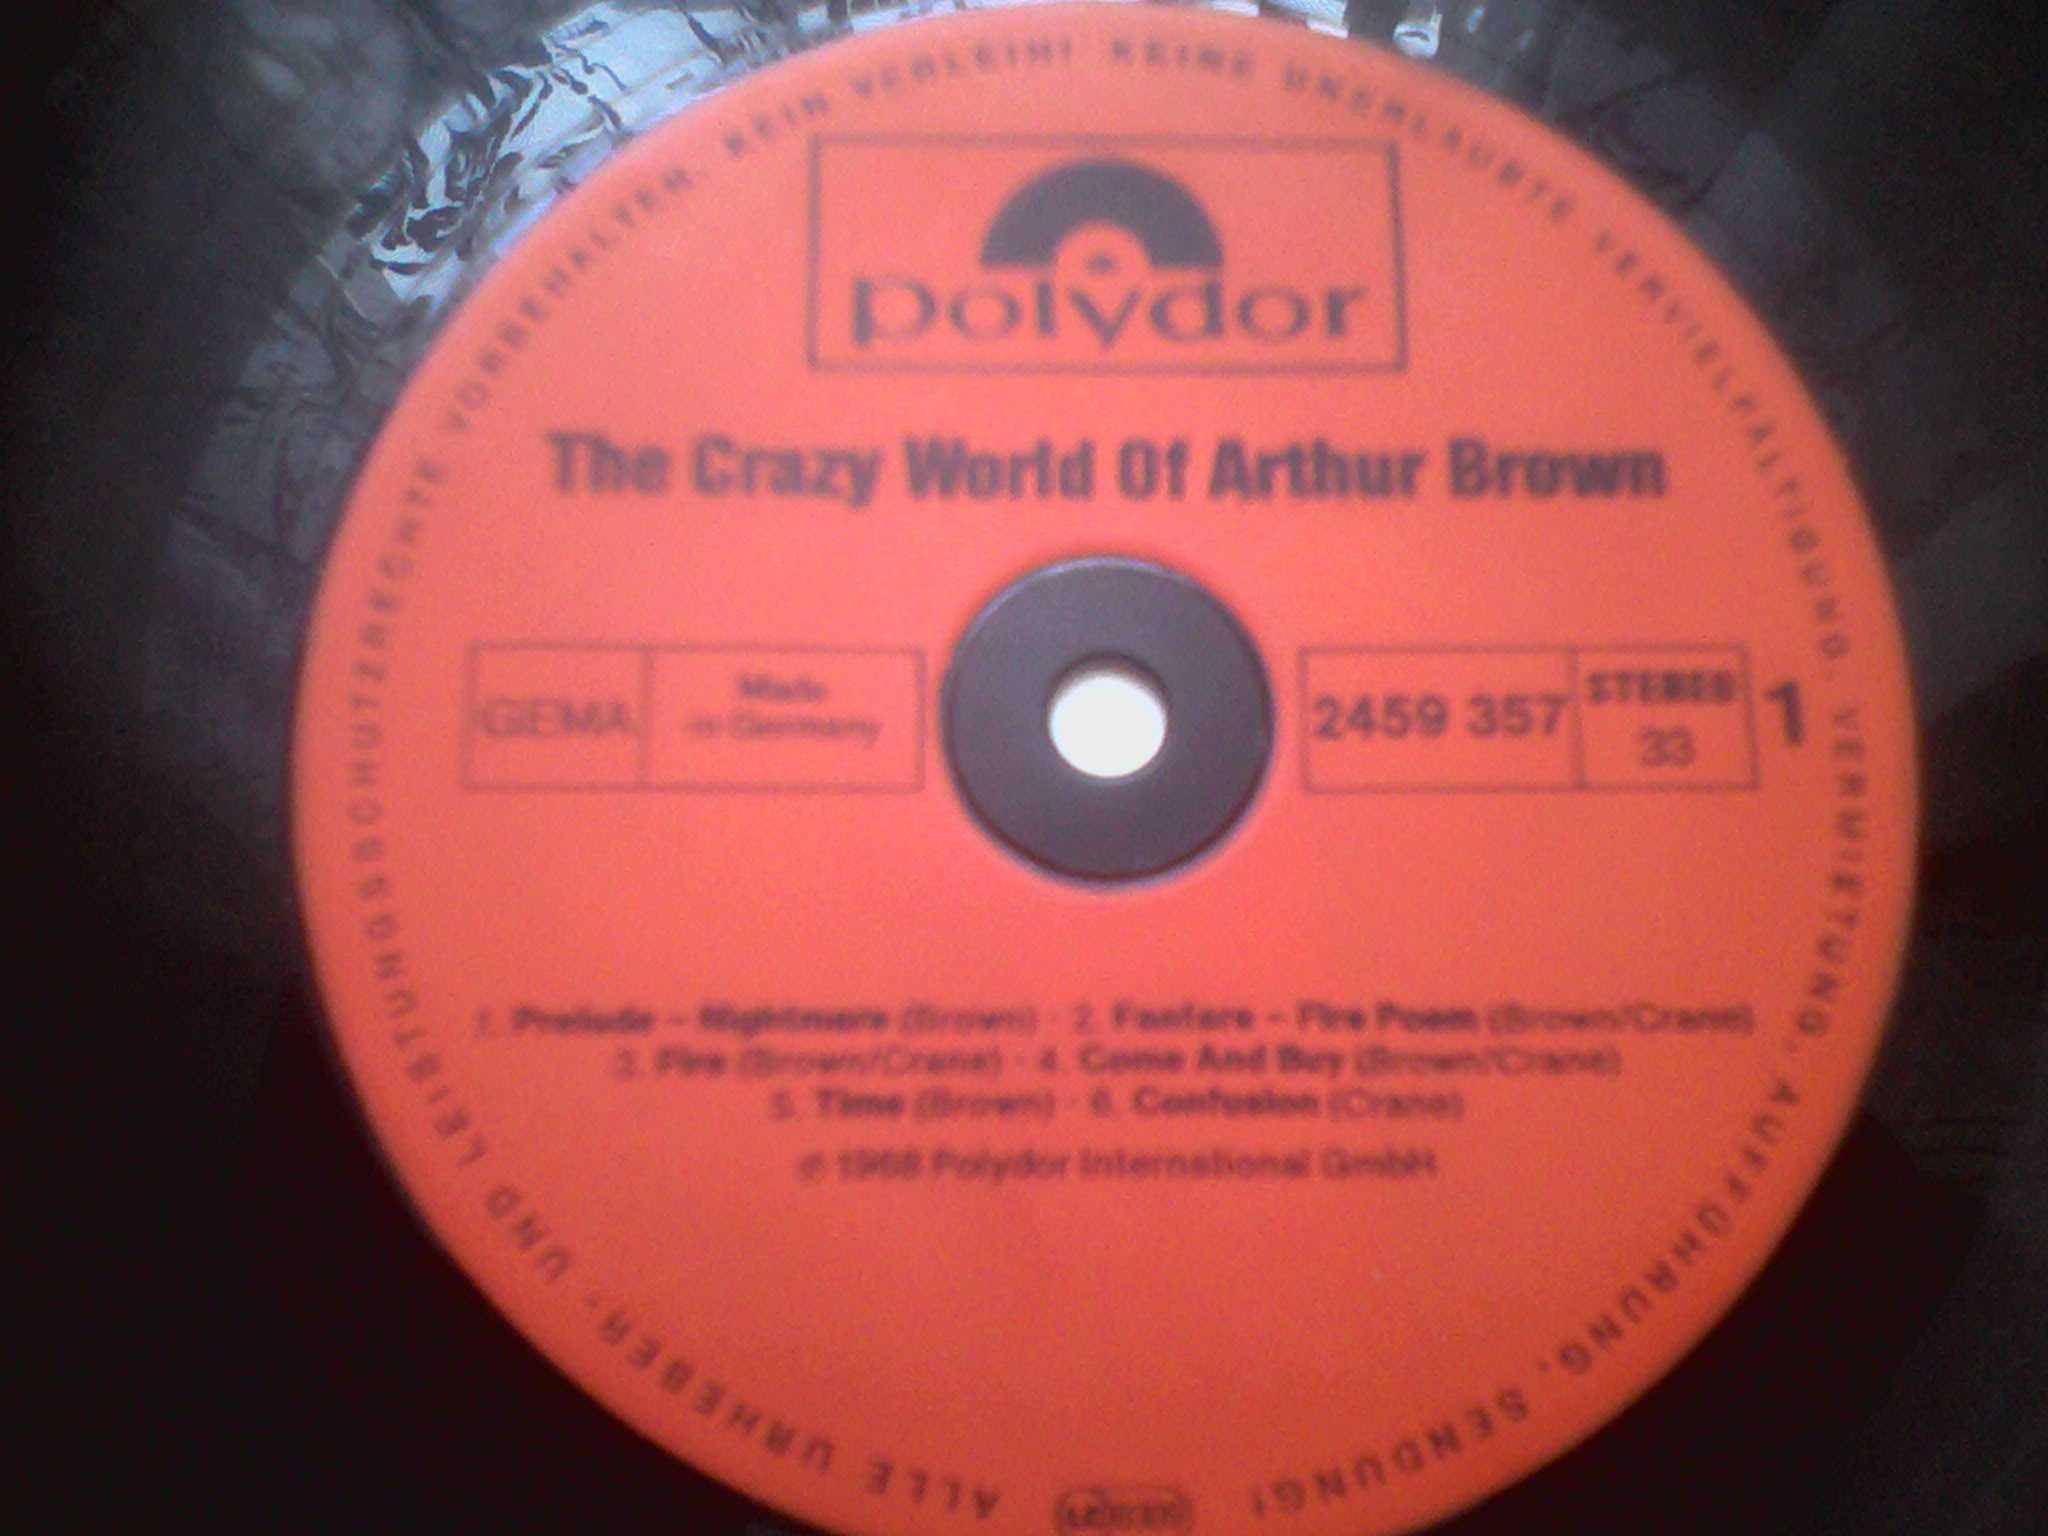 ALLE URHEBER- UND LEISTUNGSSCHUTZRECHTE VORBEHALTEN. KEIN VERLEIH! KEINE UNERLAUBTE VERVIELFÄLTIGUNG, VERMIETUNG, AUFFÜHRUNG, SENDUNG!
polydor
The Crazy World Of Arthur Brown
GEMA
Made
in Germany
2459 357
STEREO
33
1
1. Prelude – Nightmare (Brown) · 2. Fanfare – Fire Poem (Brown/Crane)
3. Fire (Brown/Crane) · 4. Come And Buy (Brown/Crane)
5. Time (Brown) · 6. Confusion (Crane)
℗ 1968 Polydor International GmbH